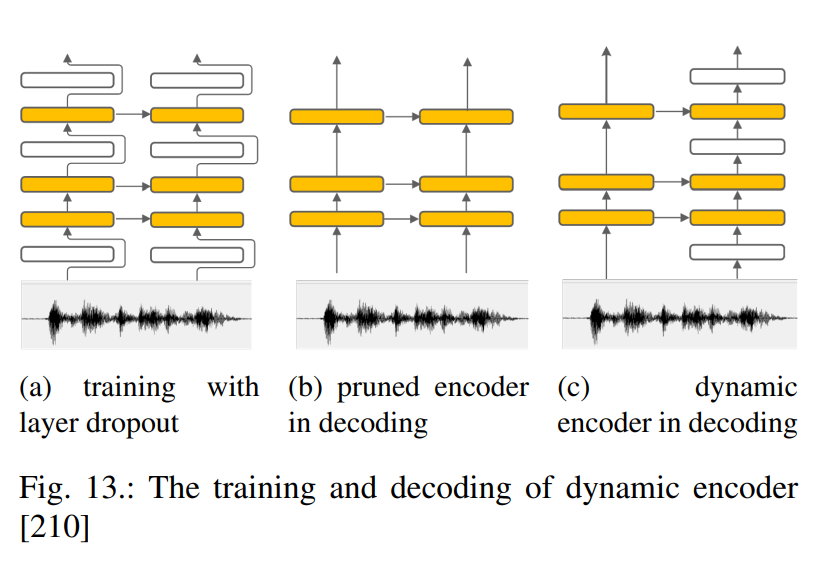 (a) training with
layer dropout
(b) pruned encoder
in decoding
(c) dynamic
encoder in decoding
Fig. 13.: The training and decoding of dynamic encoder
[210]